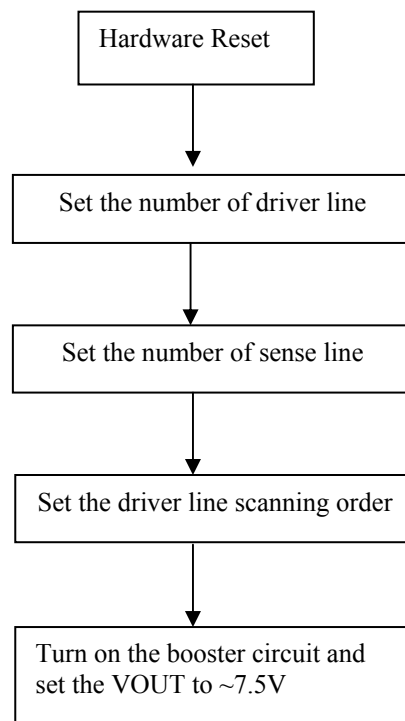 Hardware Reset
Set the number of driver line
Set the number of sense line
Set the driver line scanning order
Turn on the booster circuit and
set the VOUT to ~7.5V